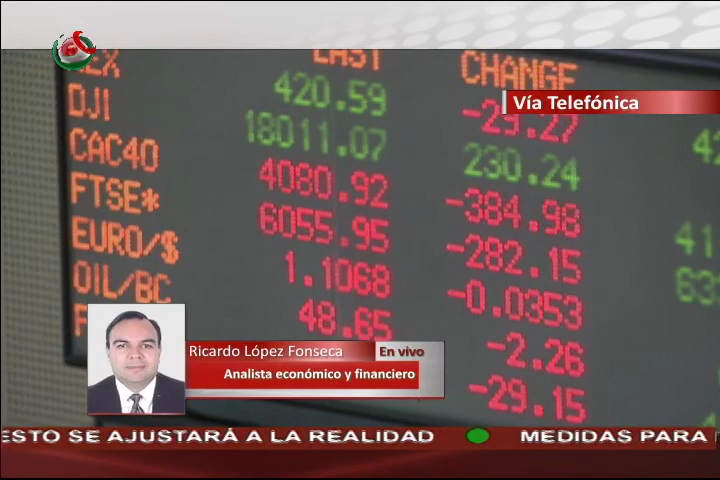 LAST CHANGE
420.59 -29.27
DJI 18011.07 230.24
CAC40 4080.92 -384.98
FTSE* 6055.95 -282.15
EURO/$ 1.1068 -0.0353
OIL/BC 48.65 -2.26
-29.15
Vía Telefónica
Ricardo López Fonseca En vivo
Analista económico y financiero
ESTO SE AJUSTARÁ A LA REALIDAD MEDIDAS PARA